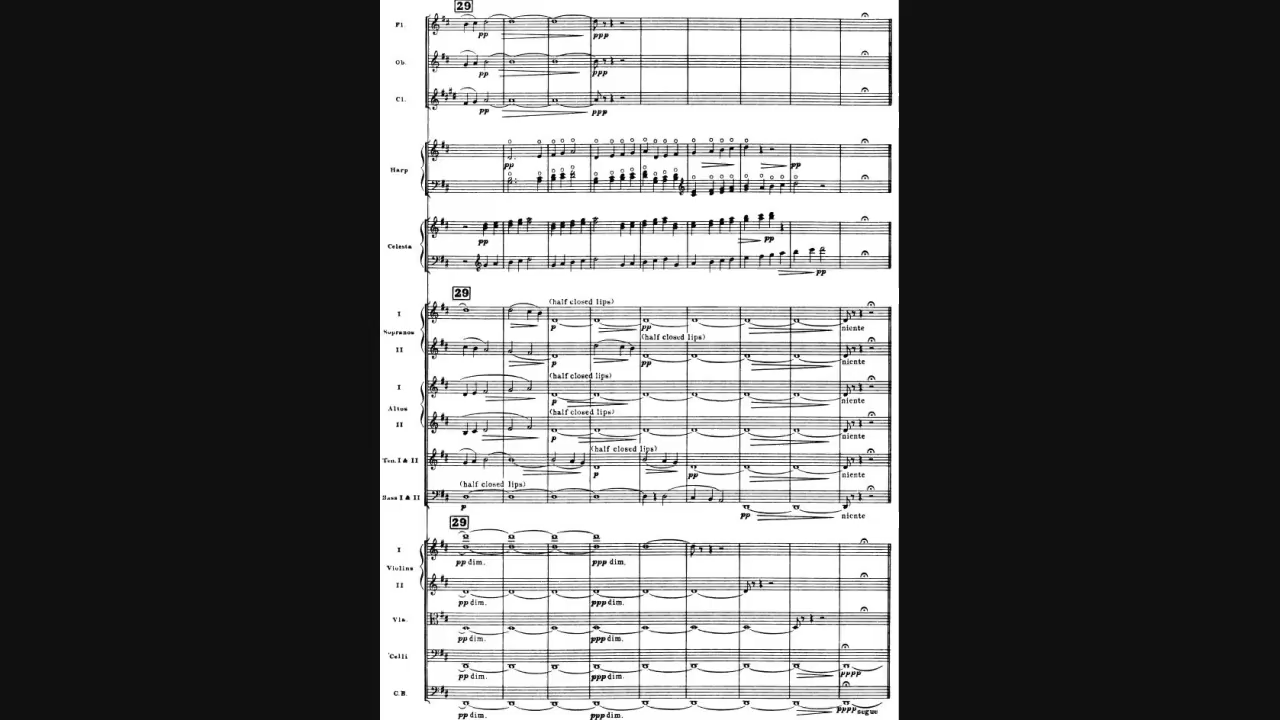 29
Fl.
pp
ppp
Ob.
pp
ppp
Cl.
pp
ppp
Harp
pp
pp
Celesta
pp
pp
pp
29
(half closed lips)
I
p
pp
niente
Sopranos
(half closed lips)
II
p
pp
niente
(half closed lips)
I
p
niente
Altos
(half closed lips)
II
p
niente
(half closed lips)
Ten. I & II
p
pp
niente
(half closed lips)
Bass I & II
p
pp
niente
29
I
pp dim.
ppp dim.
Violins
II
pp dim.
ppp dim.
Vla.
pp dim.
ppp dim.
Celli
pp dim.
ppp dim.
pppp
C.B.
pp dim.
ppp dim.
pppp segue